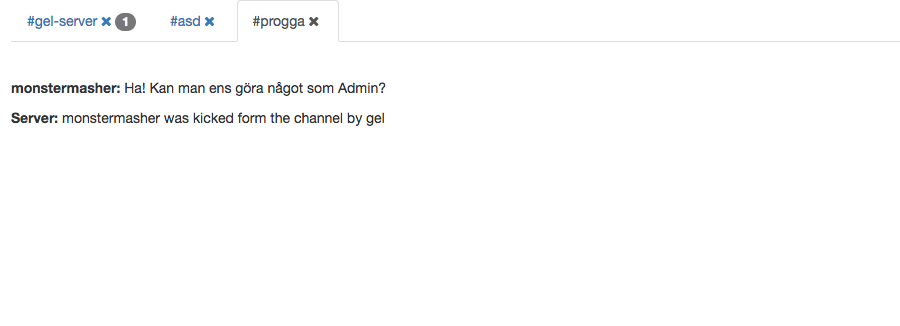 #gel-server ✖ 1 #asd ✖ #progga ✖
monstermasher: Ha! Kan man ens göra något som Admin?
Server: monstermasher was kicked form the channel by gel